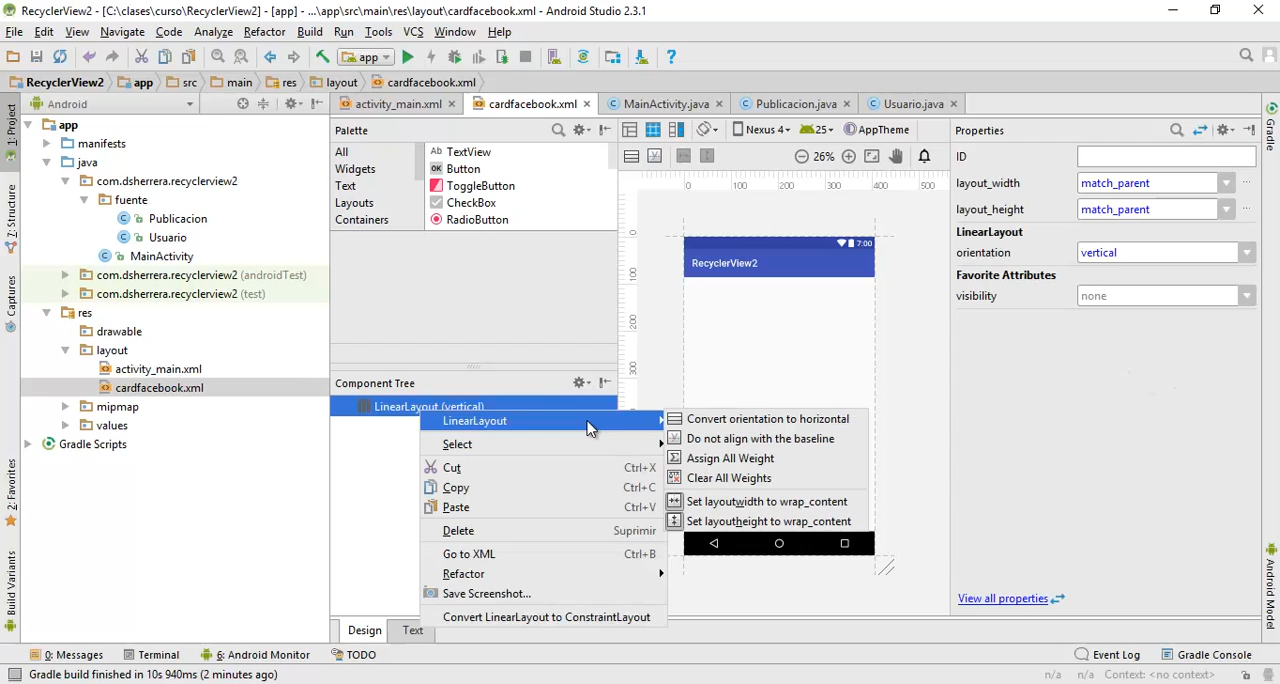 RecyclerView2 - [C:\clases\curso\RecyclerView2] - [app] - ...\app\src\main\res\layout\cardfacebook.xml - Android Studio 2.3.1
File Edit View Navigate Code Analyze Refactor Build Run Tools VCS Window Help
app
RecyclerView2 app src main res layout cardfacebook.xml
Android
activity_main.xml cardfacebook.xml MainActivity.java Publicacion.java Usuario.java
1: Project
7: Structure
Captures
2: Favorites
Build Variants
app
manifests
java
com.dsherrera.recyclerview2
fuente
Publicacion
Usuario
MainActivity
com.dsherrera.recyclerview2 (androidTest)
com.dsherrera.recyclerview2 (test)
res
drawable
layout
activity_main.xml
cardfacebook.xml
mipmap
values
Gradle Scripts
Palette
All
Widgets
Text
Layouts
Containers
Ab TextView
OK Button
ToggleButton
CheckBox
RadioButton
Component Tree
LinearLayout (vertical)
LinearLayout
Select
Cut Ctrl+X
Copy Ctrl+C
Paste Ctrl+V
Delete Suprimir
Go to XML Ctrl+B
Refactor
Save Screenshot...
Convert LinearLayout to ConstraintLayout
Convert orientation to horizontal
Do not align with the baseline
Assign All Weight
Clear All Weights
Set layoutwidth to wrap_content
Set layoutheight to wrap_content
Design Text
Nexus 4 25 AppTheme
26%
0 100 200 300 400 500
0
100
200
300
7:00
RecyclerView2
Properties
ID
layout_width match_parent
layout_height match_parent
LinearLayout
orientation vertical
Favorite Attributes
visibility none
View all properties
Gradle
Android Model
0: Messages Terminal 6: Android Monitor TODO Event Log Gradle Console
Gradle build finished in 10s 940ms (2 minutes ago) n/a n/a Context: <no context>